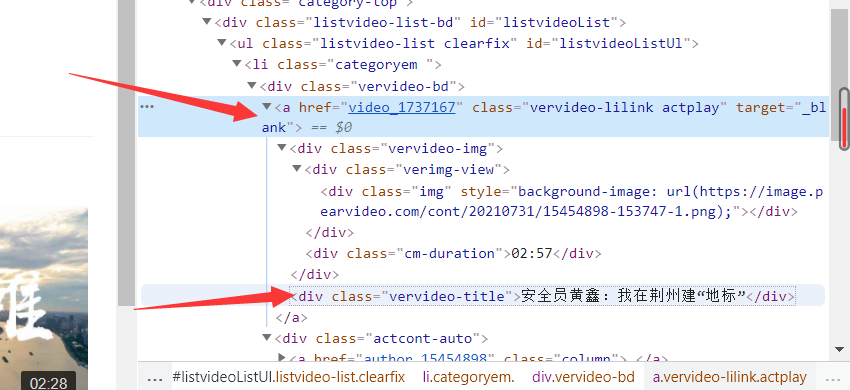 <div class="category-top">
▼<div class="listvideo-list-bd" id="listvideoList">
▼<ul class="listvideo-list clearfix" id="listvideoListUl">
▼<li class="categoryem ">
▼<div class="vervideo-bd">
… ▼<a href="video_1737167" class="vervideo-lilink actplay" target="_bl
ank"> == $0
▼<div class="vervideo-img">
▼<div class="verimg-view">
<div class="img" style="background-image: url(https://image.p
earvideo.com/cont/20210731/15454898-153747-1.png);"></div>
</div>
<div class="cm-duration">02:57</div>
</div>
<div class="vervideo-title">安全员黄鑫：我在荆州建“地标”</div>
</a>
▼<div class="actcont-auto">
▶<a href="author_15454898" class="column">…</a>
02:28
… #listvideoListUl.listvideo-list.clearfix li.categoryem. div.vervideo-bd a.vervideo-lilink.actplay …